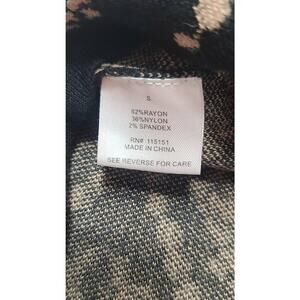 S
62%RAYON
36%NYLON
2% SPANDEX
RN# 115151
MADE IN CHINA
SEE REVERSE FOR CARE